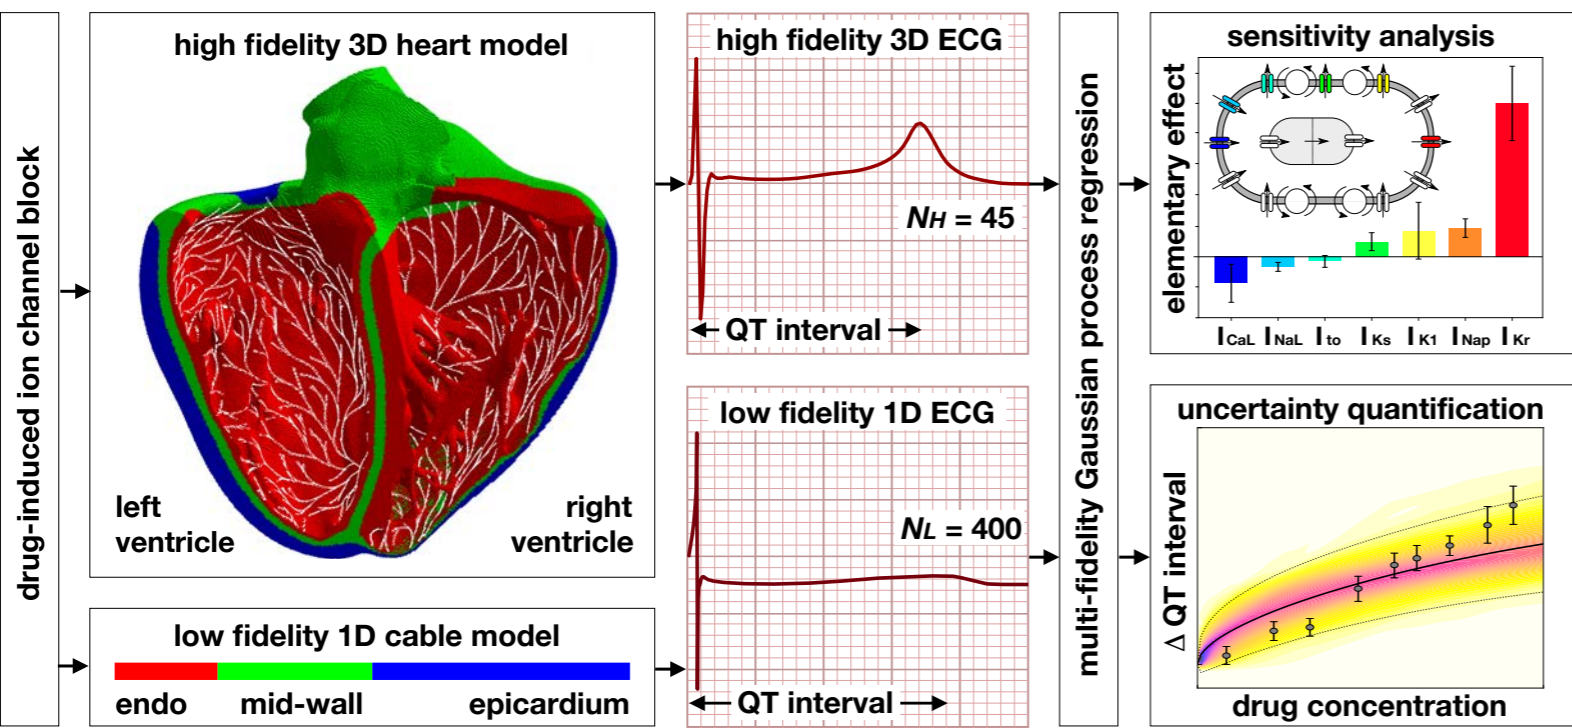 drug-induced ion channel block
high fidelity 3D heart model
left
ventricle
right
ventricle
low fidelity 1D cable model
endo mid-wall epicardium
high fidelity 3D ECG
NH = 45
QT interval
low fidelity 1D ECG
NL = 400
QT interval
multi-fidelity Gaussian process regression
sensitivity analysis
elementary effect
ICaL INaL Ito IKs IK1 INap IKr
uncertainty quantification
Δ QT interval
drug concentration